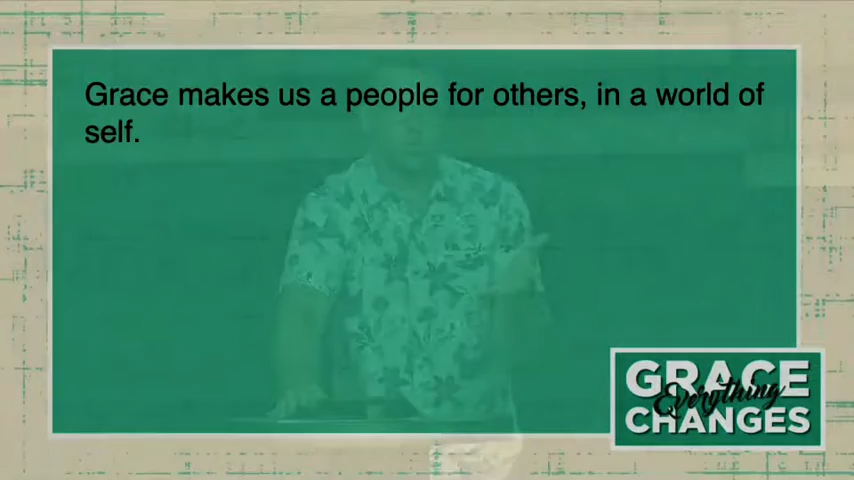 Grace makes us a people for others, in a world of
self.
GRACE
Everything
CHANGES